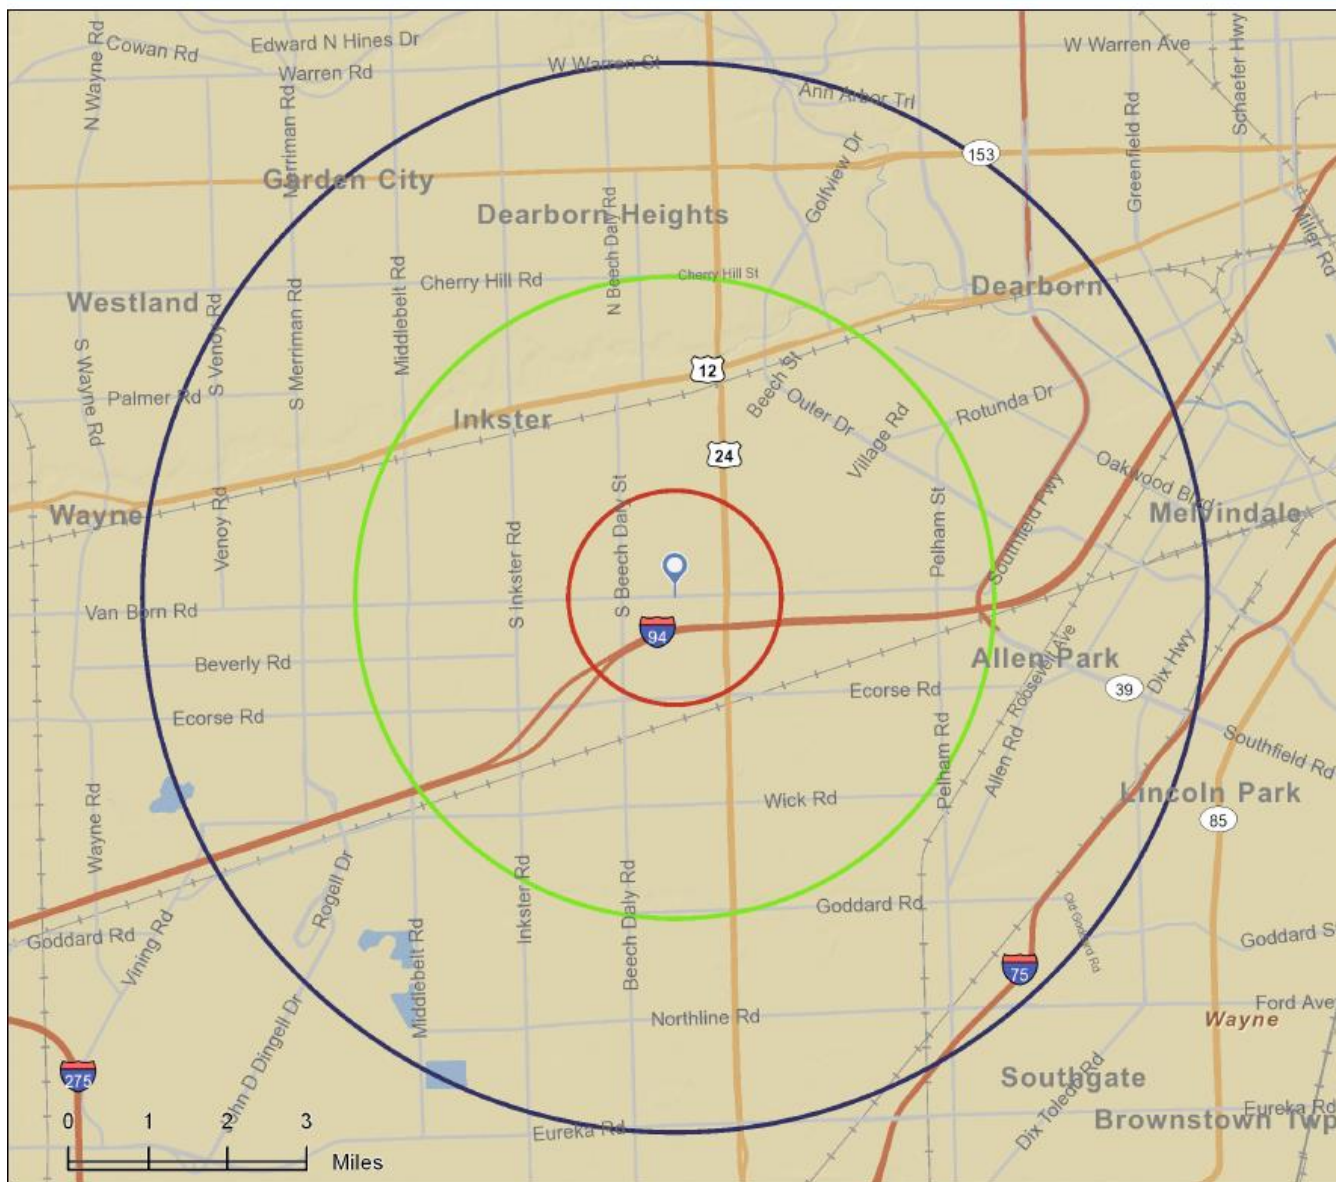 N Wayne Rd
Cowan Rd
Edward N Hines Dr
Warren Rd
W Warren St
W Warren Ave
Schaefer Hwy
Ann Arbor Trl
Merriman Rd
153
Greenfield Rd
Garden City
Dearborn Heights
N Beech Daly Rd
Golfview Dr
Miller Rd
Cherry Hill Rd
Cherry Hill St
Dearborn
Westland
S Venoy Rd
S Merriman Rd
Middlebelt Rd
S Wayne Rd
12
Palmer Rd
Beech St
Outer Dr
Rotunda Dr
Inkster
Village Rd
24
Oakwood Blvd
Wayne
Melvindale
Venoy Rd
S Inkster Rd
S Beech Daly St
Pelham St
Southfield Fwy
Van Born Rd
94
Beverly Rd
Allen Park
Roosevelt Ave
Dix Hwy
39
Ecorse Rd
Ecorse Rd
Southfield Rd
Pelham Rd
Allen Rd
Wayne Rd
Wick Rd
Lincoln Park
85
Rogell Dr
Inkster Rd
Beech Daly Rd
Goddard Rd
Old Goddard Rd
Goddard Rd
Vining Rd
Middlebelt Rd
Goddard S
75
Northline Rd
Ford Ave
Wayne
275
John D Dingell Dr
Southgate
Dix Toledo Rd
Eureka Rd
Brownstown Twp
Eureka Rd
0 1 2 3
Miles